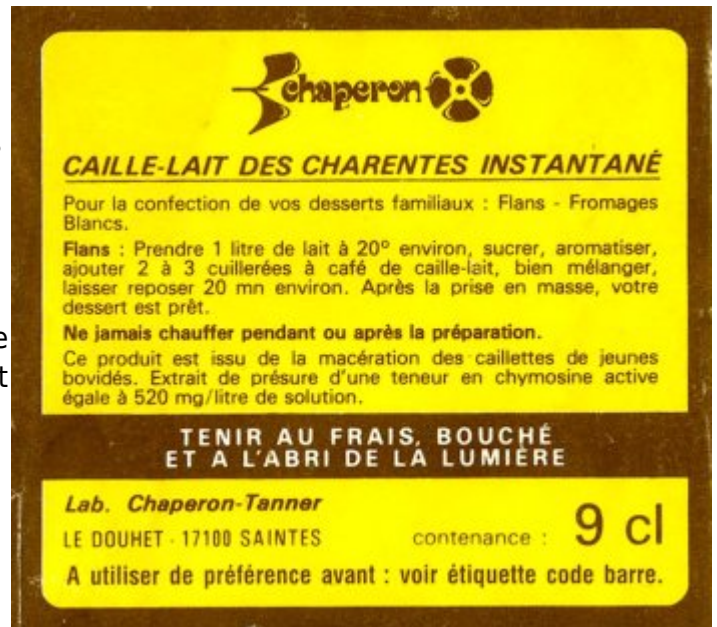 chaperon
CAILLE-LAIT DES CHARENTES INSTANTANÉ
Pour la confection de vos desserts familiaux : Flans - Fromages
Blancs.
Flans : Prendre 1 litre de lait à 20º environ, sucrer, aromatiser,
ajouter 2 à 3 cuillerées à café de caille-lait, bien mélanger,
laisser reposer 20 mn environ. Après la prise en masse, votre
dessert est prêt.
Ne jamais chauffer pendant ou après la préparation.
Ce produit est issu de la macération des caillettes de jeunes
bovidés. Extrait de présure d'une teneur en chymosine active
égale à 520 mg/litre de solution.
TENIR AU FRAIS, BOUCHÉ
ET A L'ABRI DE LA LUMIÈRE
Lab. Chaperon-Tanner
LE DOUHET - 17100 SAINTES
contenance : 9 cl
A utiliser de préférence avant : voir étiquette code barre.
e
t